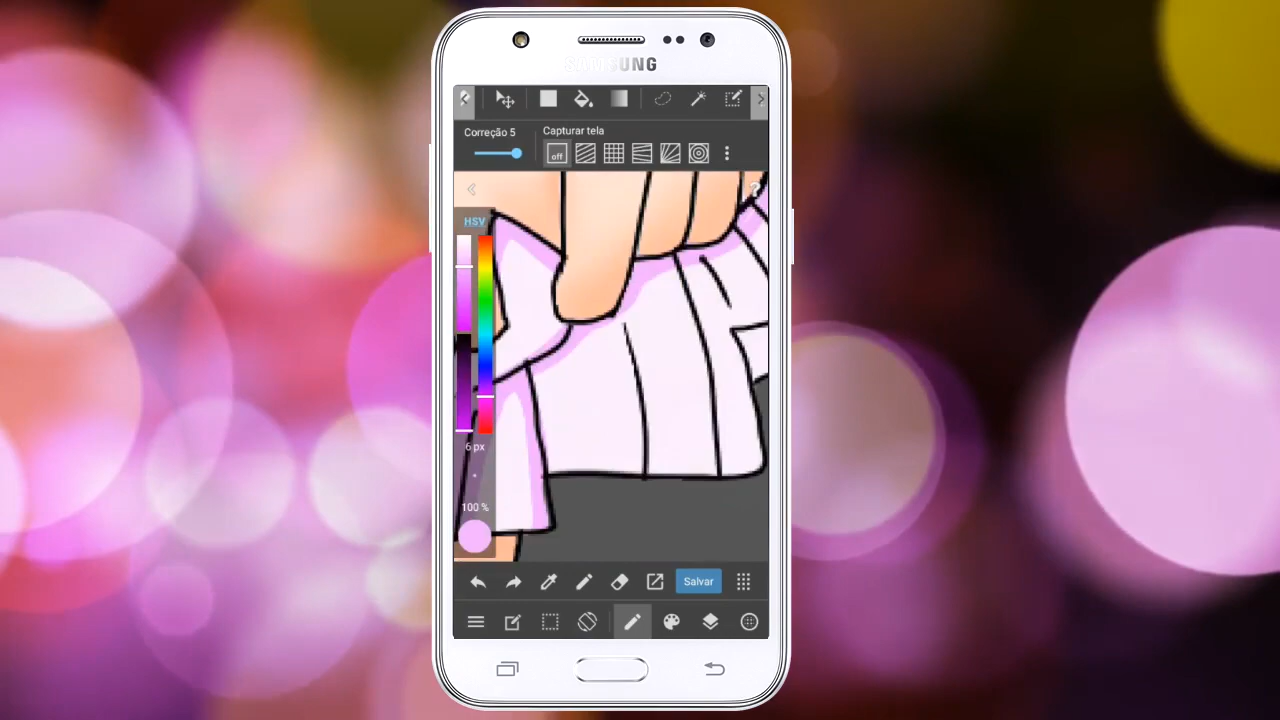 SAMSUNG
Correção 5
Capturar tela
off
HSV
6 px
100 %
Salvar